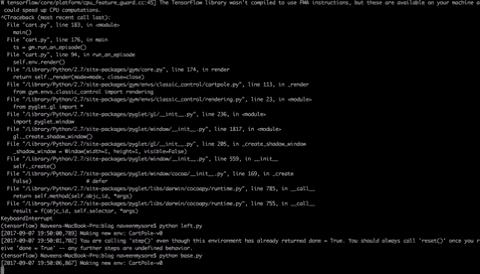 W tensorflow/core/platform/cpu_feature_guard.cc:45] The TensorFlow library wasn't compiled to use FMA instructions, but these are available on your machine
could speed up CPU computations.
^CTraceback (most recent call last):
File "cart.py", line 183, in <module>
main()
File "cart.py", line 176, in main
ts = gm.run_an_episode()
File "cart.py", line 94, in run_an_episode
self.env.render()
File "/Library/Python/2.7/site-packages/gym/core.py", line 174, in render
return self._render(mode=mode, close=close)
File "/Library/Python/2.7/site-packages/gym/envs/classic_control/cartpole.py", line 113, in _render
from gym.envs.classic_control import rendering
File "/Library/Python/2.7/site-packages/gym/envs/classic_control/rendering.py", line 23, in <module>
from pyglet.gl import *
File "/Library/Python/2.7/site-packages/pyglet/gl/__init__.py", line 236, in <module>
import pyglet.window
File "/Library/Python/2.7/site-packages/pyglet/window/__init__.py", line 1817, in <module>
gl._create_shadow_window()
File "/Library/Python/2.7/site-packages/pyglet/gl/__init__.py", line 205, in _create_shadow_window
_shadow_window = Window(width=1, height=1, visible=False)
File "/Library/Python/2.7/site-packages/pyglet/window/__init__.py", line 559, in __init__
self._create()
File "/Library/Python/2.7/site-packages/pyglet/window/cocoa/__init__.py", line 169, in _create
False) # defer
File "/Library/Python/2.7/site-packages/pyglet/libs/darwin/cocoapy/runtime.py", line 785, in __call__
return self.method(self.objc_id, *args)
File "/Library/Python/2.7/site-packages/pyglet/libs/darwin/cocoapy/runtime.py", line 755, in __call__
result = f(objc_id, self.selector, *args)
KeyboardInterrupt
(tensorflow) Naveens-MacBook-Pro:blog naveenmysore$ python left.py
[2017-09-07 19:50:00,789] Making new env: CartPole-v0
[2017-09-07 19:50:01,782] You are calling 'step()' even though this environment has already returned done = True. You should always call 'reset()' once you
eive 'done = True' -- any further steps are undefined behavior.
(tensorflow) Naveens-MacBook-Pro:blog naveenmysore$ python base.py
[2017-09-07 19:50:06,867] Making new env: CartPole-v0